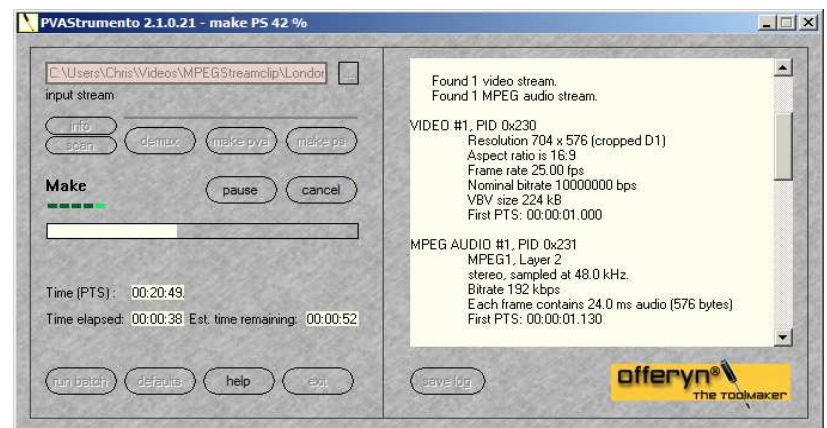 PVAStrumento 2.1.0.21 - make PS 42 %
C:\Users\Chris\Videos\MPEGStreamclip\London
...
input stream
info
scan
demux
make pva
make ps
Make
pause
cancel
Time (PTS) : 00:20:49.
Time elapsed: 00:00:38 Est. time remaining: 00:00:52
run batch
defaults
help
exit
Found 1 video stream.
Found 1 MPEG audio stream.
VIDEO #1, PID 0x230
Resolution 704 x 576 (cropped D1)
Aspect ratio is 16:9
Frame rate 25.00 fps
Nominal bitrate 10000000 bps
VBV size 224 kB
First PTS: 00:00:01.000
MPEG AUDIO #1, PID 0x231
MPEG1, Layer 2
stereo, sampled at 48.0 kHz.
Bitrate 192 kbps
Each frame contains 24.0 ms audio (576 bytes)
First PTS: 00:00:01.130
save log
offeryn®
The Toolmaker